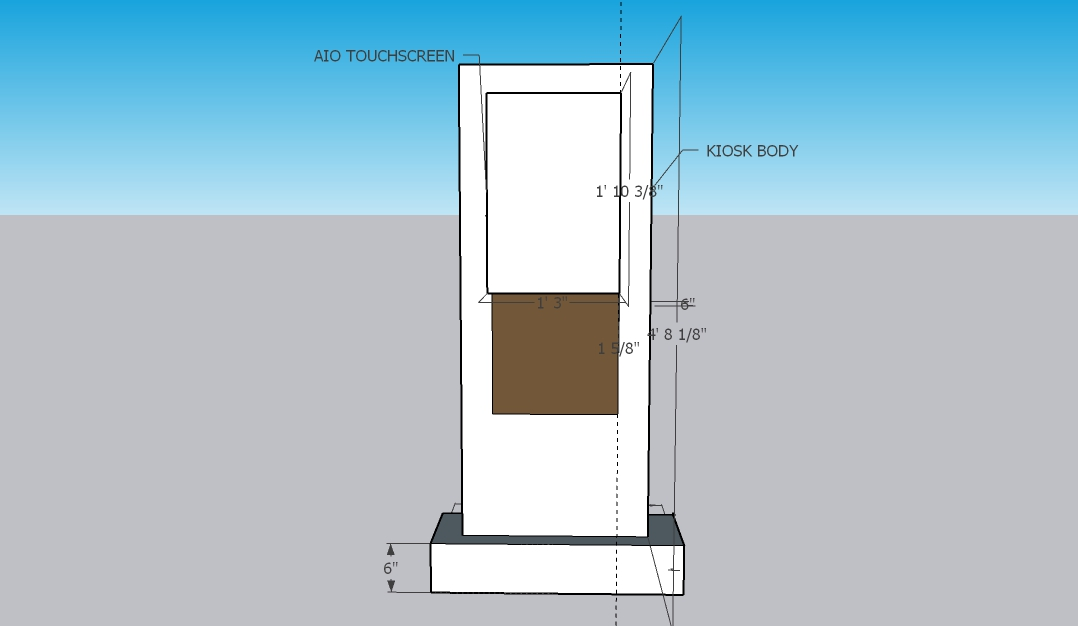 AIO TOUCHSCREEN
KIOSK BODY
1' 10 3/8"
1' 3"
6"
4' 8 1/8"
1 5/8"
6"